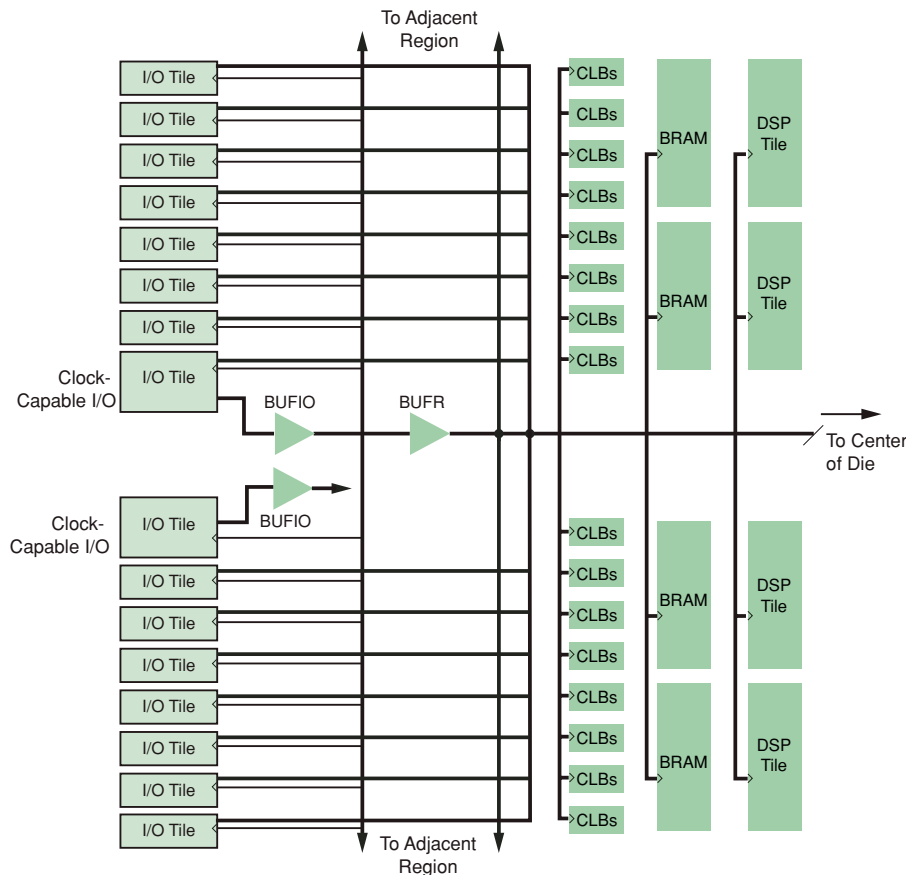 To Adjacent
Region
I/O Tile
CLBs
I/O Tile
CLBs
BRAM
DSP
Tile
I/O Tile
CLBs
I/O Tile
CLBs
I/O Tile
CLBs
I/O Tile
CLBs
BRAM
DSP
Tile
I/O Tile
CLBs
Clock-
Capable I/O
I/O Tile
CLBs
BUFIO
BUFR
To Center
of Die
Clock-
Capable I/O
I/O Tile
BUFIO
CLBs
I/O Tile
CLBs
I/O Tile
CLBs
BRAM
DSP
Tile
I/O Tile
CLBs
I/O Tile
CLBs
I/O Tile
CLBs
BRAM
DSP
Tile
I/O Tile
CLBs
I/O Tile
CLBs
To Adjacent
Region